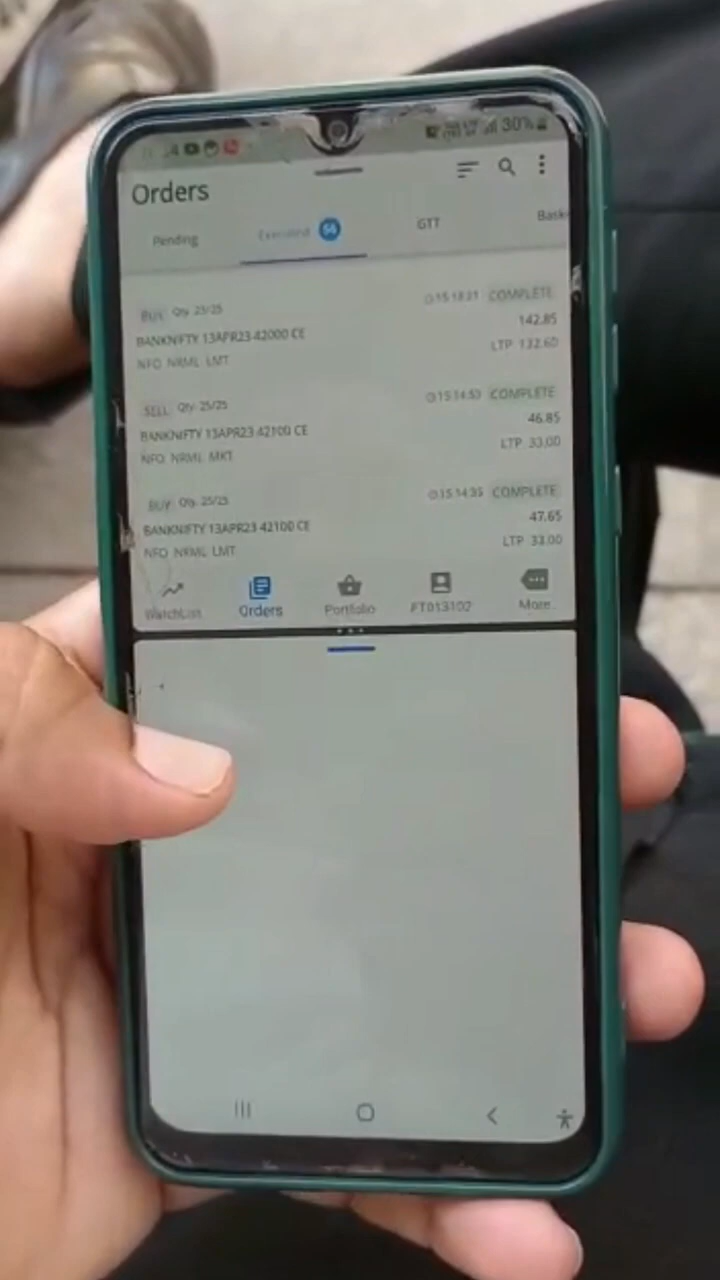 30%
Orders
Pending Executed 56 GTT Bask
BUY Qty. 25/25 15:18:21 COMPLETE
BANKNIFTY 13APR23 42000 CE 142.85
NFO NRML LMT LTP 132.60
SELL Qty. 25/25 15:14:53 COMPLETE
BANKNIFTY 13APR23 42100 CE 46.85
NFO NRML MKT LTP 33.00
BUY Qty. 25/25 15:14:35 COMPLETE
BANKNIFTY 13APR23 42100 CE 47.65
NFO NRML LMT LTP 33.00
WatchList Orders Portfolio FT013102 More